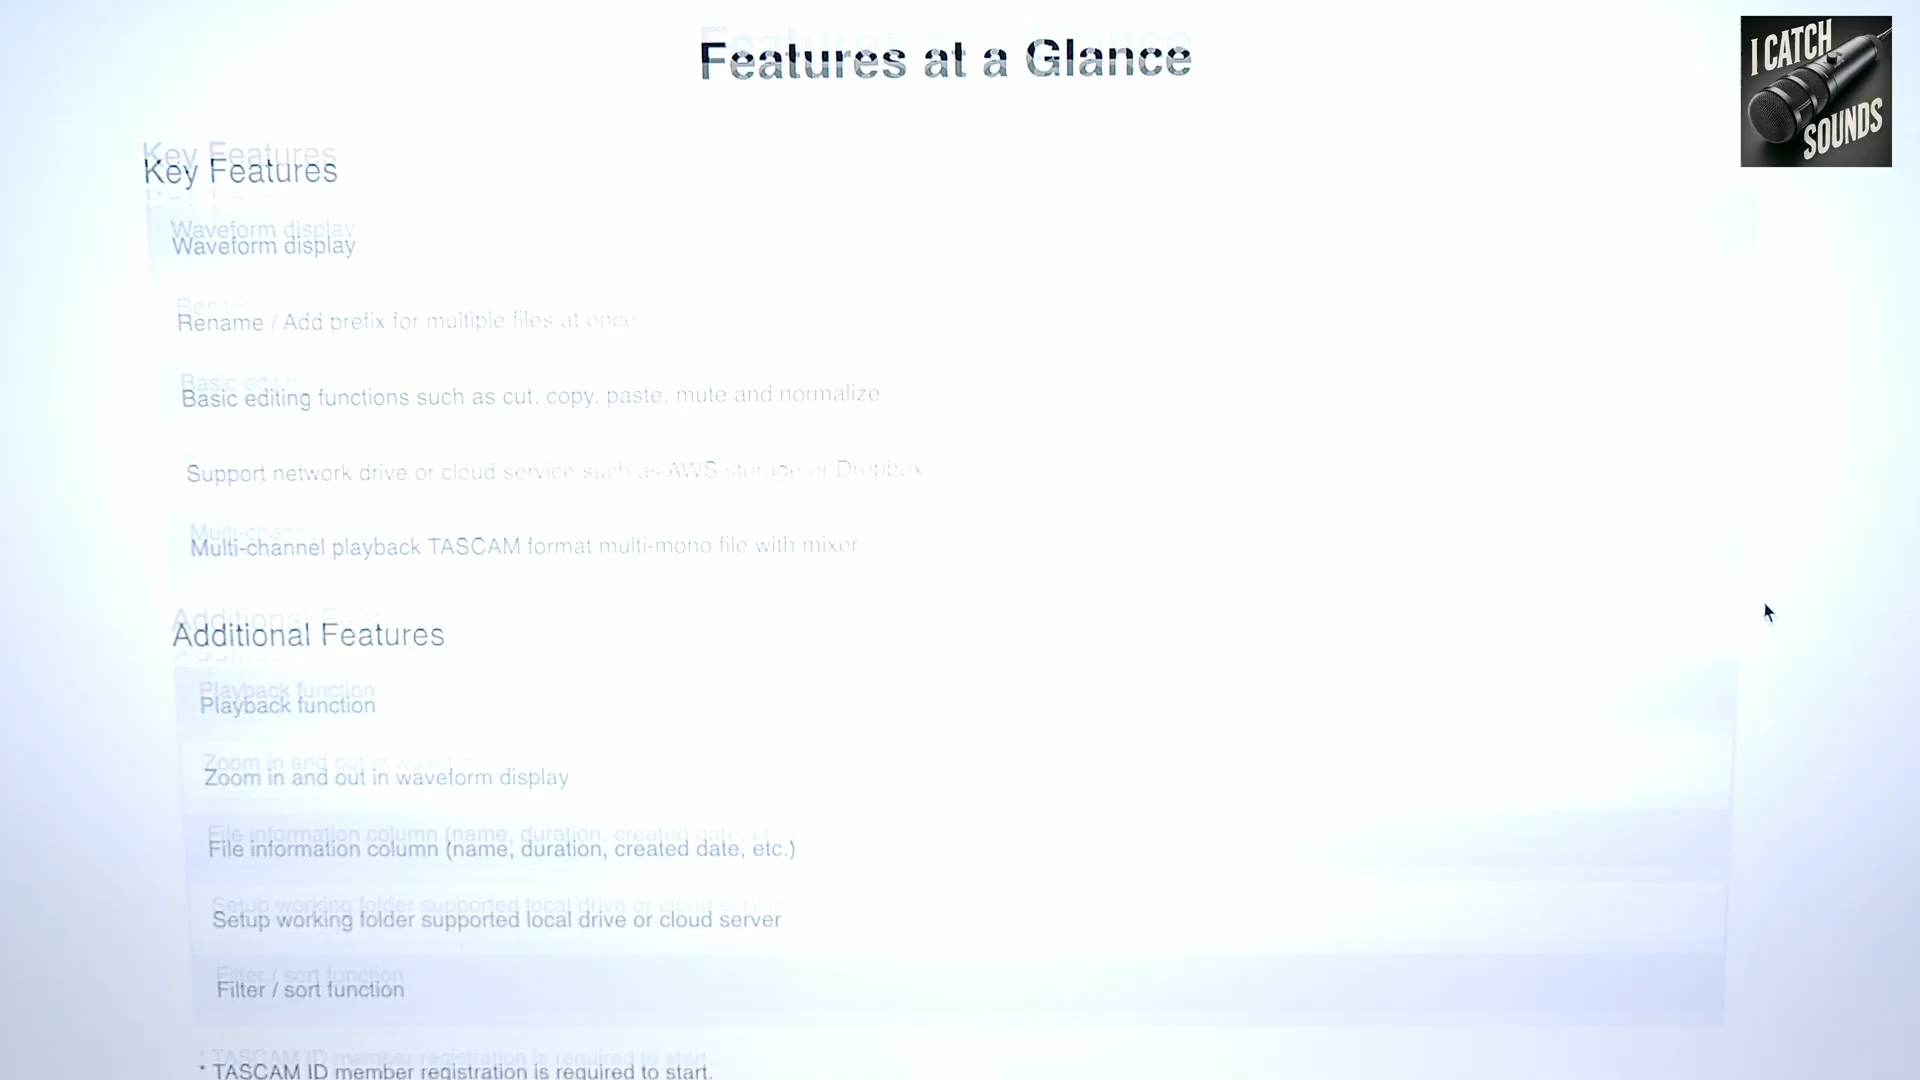 Features at a Glance
I CATCH
SOUNDS
Key Features
Waveform display
Rename / Add prefix for multiple files at once
Basic editing functions such as cut, copy, paste, mute and normalize
Support network drive or cloud service such as AWS storage or Dropbox
Multi-channel playback TASCAM format multi-mono file with mixer
Additional Features
Playback function
Zoom in and out in waveform display
File information column (name, duration, created date, etc.)
Setup working folder supported local drive or cloud server
Filter / sort function
* TASCAM ID member registration is required to start.